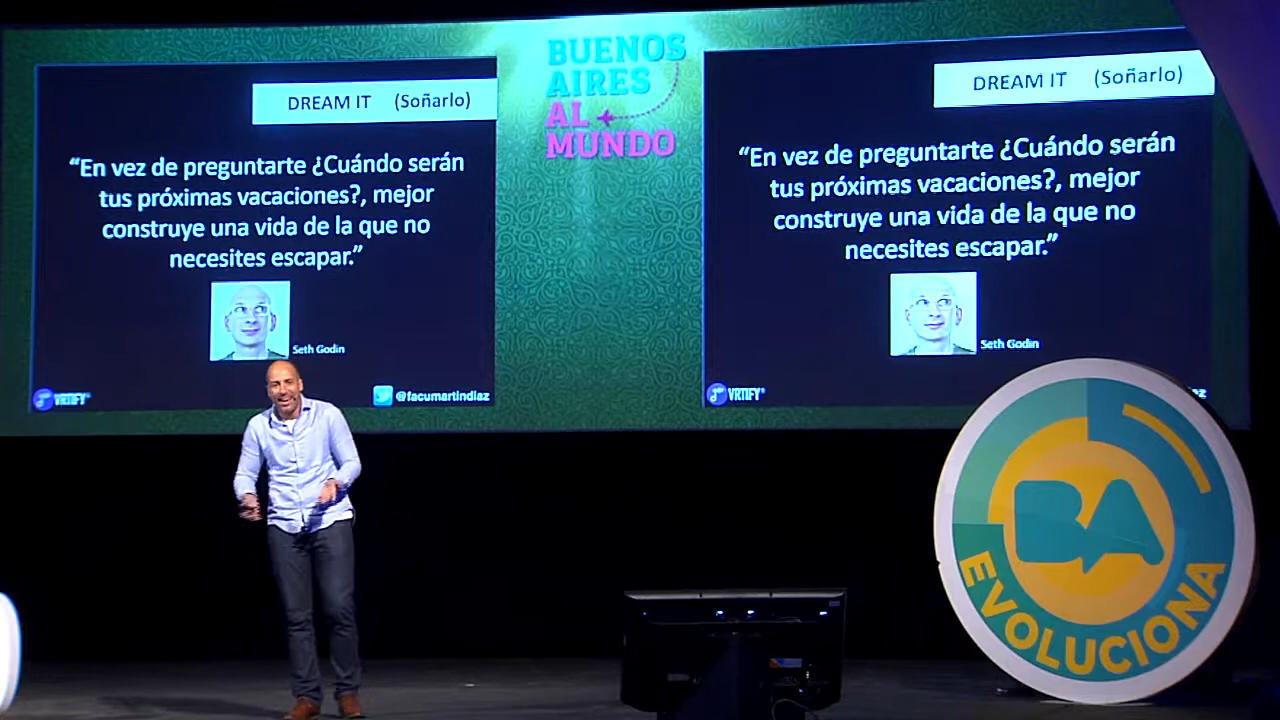 DREAM IT (Soñarlo)
“En vez de preguntarte ¿Cuándo serán
tus próximas vacaciones?, mejor
construye una vida de la que no
necesites escapar.”
Seth Godin
VRTIFY
@facumartindiaz
BUENOS
AIRES
AL
MUNDO
DREAM IT (Soñarlo)
“En vez de preguntarte ¿Cuándo serán
tus próximas vacaciones?, mejor
construye una vida de la que no
necesites escapar.”
Seth Godin
VRTIFY
az
BA
EVOLUCIONA